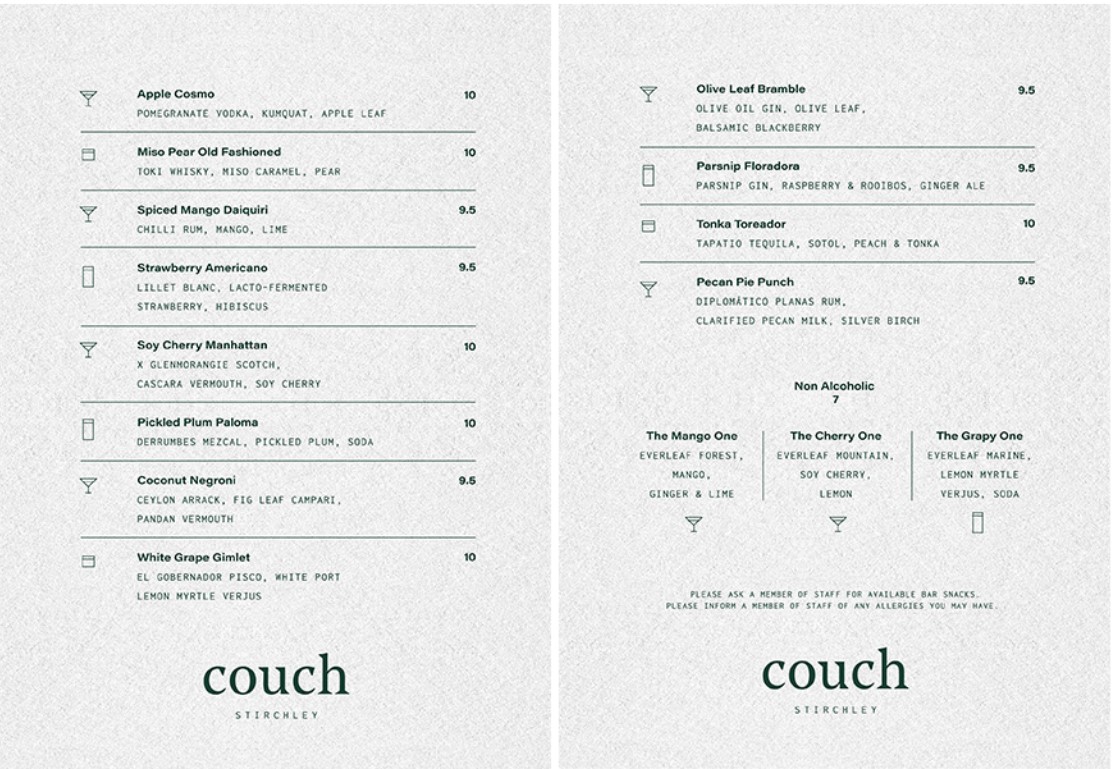 Apple Cosmo 10
POMEGRANATE VODKA, KUMQUAT, APPLE LEAF
Miso Pear Old Fashioned 10
TOKI WHISKY, MISO CARAMEL, PEAR
Spiced Mango Daiquiri 9.5
CHILLI RUM, MANGO, LIME
Strawberry Americano 9.5
LILLET BLANC, LACTO-FERMENTED
STRAWBERRY, HIBISCUS
Soy Cherry Manhattan 10
X GLENMORANGIE SCOTCH,
CASCARA VERMOUTH, SOY CHERRY
Pickled Plum Paloma 10
DERRUMBES MEZCAL, PICKLED PLUM, SODA
Coconut Negroni 9.5
CEYLON ARRACK, FIG LEAF CAMPARI,
PANDAN VERMOUTH
White Grape Gimlet 10
EL GOBERNADOR PISCO, WHITE PORT
LEMON MYRTLE VERJUS
couch
STIRCHLEY
Olive Leaf Bramble 9.5
OLIVE OIL GIN, OLIVE LEAF,
BALSAMIC BLACKBERRY
Parsnip Floradora 9.5
PARSNIP GIN, RASPBERRY & ROOIBOS, GINGER ALE
Tonka Toreador 10
TAPATIO TEQUILA, SOTOL, PEACH & TONKA
Pecan Pie Punch 9.5
DIPLOMÁTICO PLANAS RUM,
CLARIFIED PECAN MILK, SILVER BIRCH
Non Alcoholic
7
The Mango One
EVERLEAF FOREST,
MANGO,
GINGER & LIME
The Cherry One
EVERLEAF MOUNTAIN,
SOY CHERRY,
LEMON
The Grapy One
EVERLEAF MARINE,
LEMON MYRTLE
VERJUS, SODA
PLEASE ASK A MEMBER OF STAFF FOR AVAILABLE BAR SNACKS.
PLEASE INFORM A MEMBER OF STAFF OF ANY ALLERGIES YOU MAY HAVE.
couch
STIRCHLEY